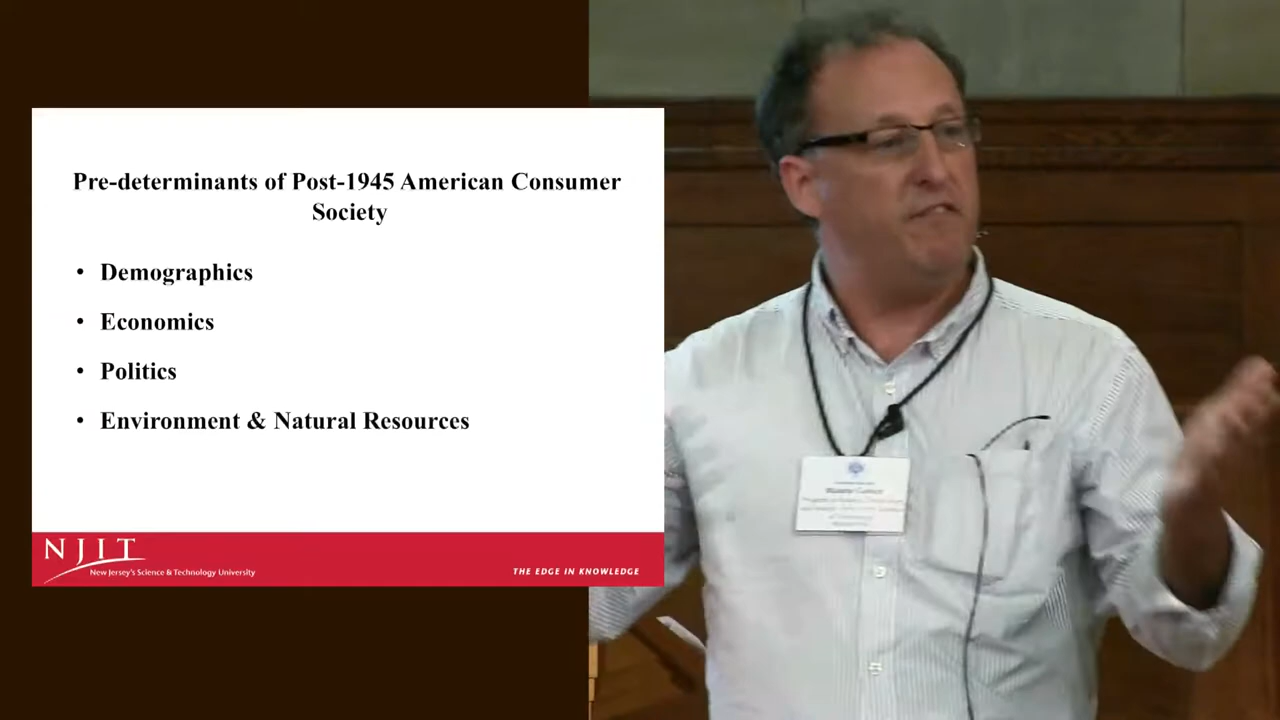 Pre-determinants of Post-1945 American Consumer
Society
• Demographics
• Economics
• Politics
• Environment & Natural Resources
NJIT
New Jersey's Science & Technology University
THE EDGE IN KNOWLEDGE